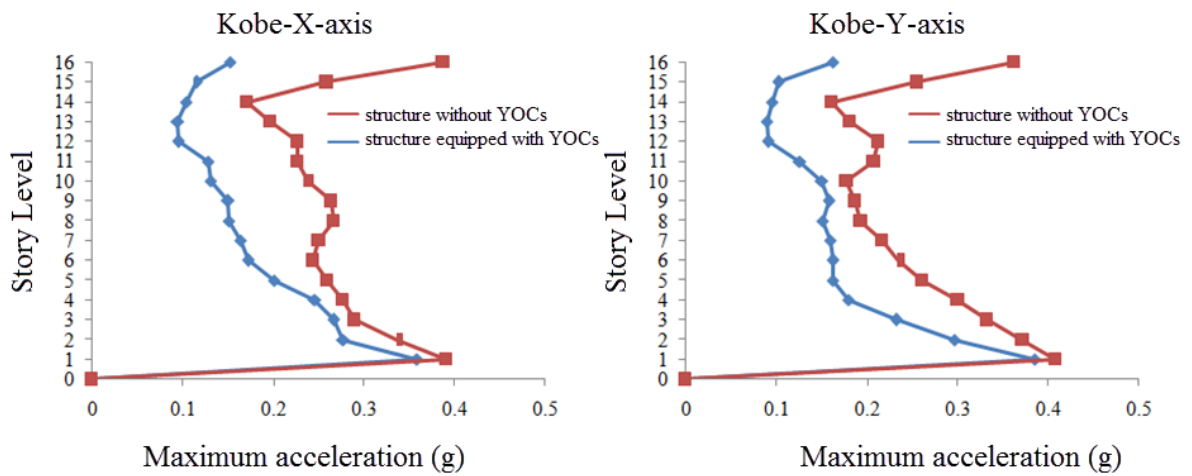 Kobe-X-axis
Story Level
16
15
14
13
12
11
10
9
8
7
6
5
4
3
2
1
0
structure without YOCs
structure equipped with YOCs
0 0.1 0.2 0.3 0.4 0.5
Maximum acceleration (g)
Kobe-Y-axis
Story Level
16
15
14
13
12
11
10
9
8
7
6
5
4
3
2
1
0
structure without YOCs
structure equipped with YOCs
0 0.1 0.2 0.3 0.4 0.5
Maximum acceleration (g)